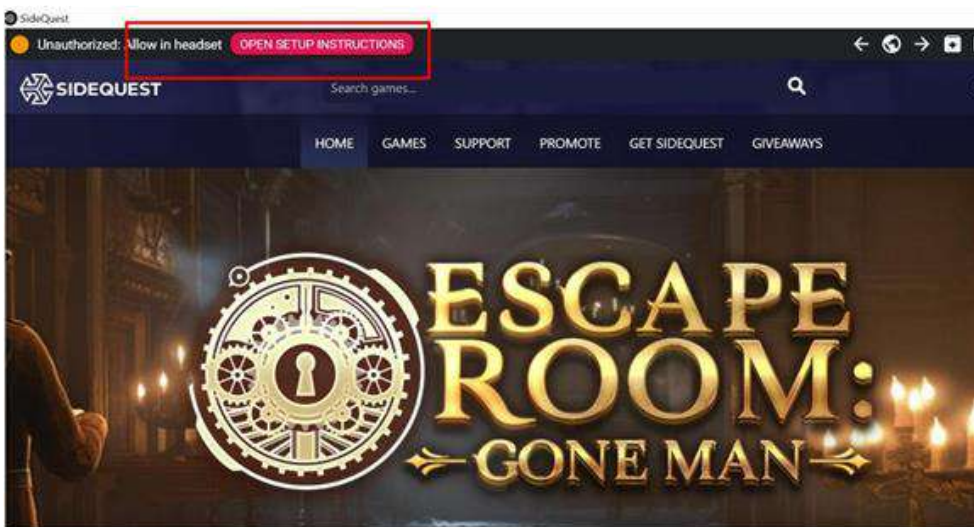 SideQuest
Unauthorized: Allow in headset OPEN SETUP INSTRUCTIONS
SIDEQUEST Search games...
HOME GAMES SUPPORT PROMOTE GET SIDEQUEST GIVEAWAYS
ESCAPE
ROOM:
GONE MAN